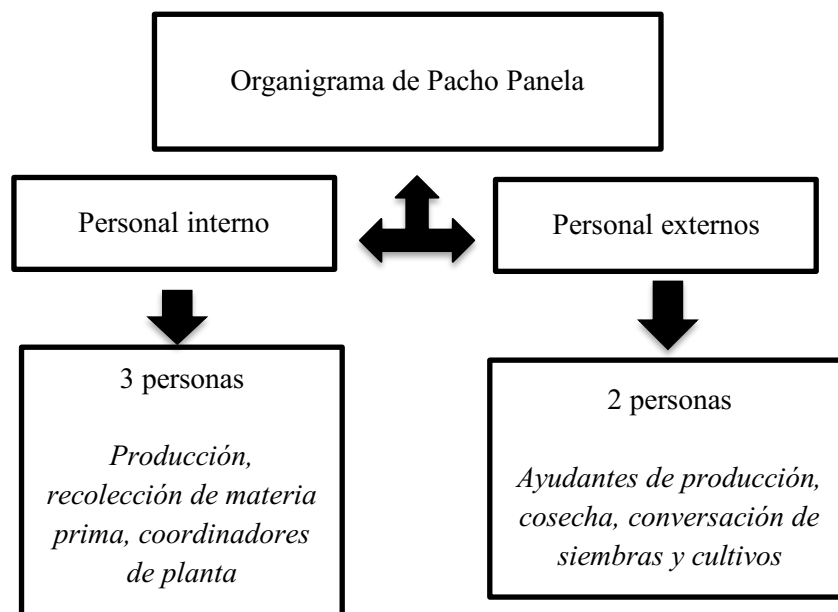 Organigrama de Pacho Panela
Personal interno
Personal externos
3 personas
Producción,
recolección de materia
prima, coordinadores
de planta
2 personas
Ayudantes de producción,
cosecha, conversación de
siembras y cultivos